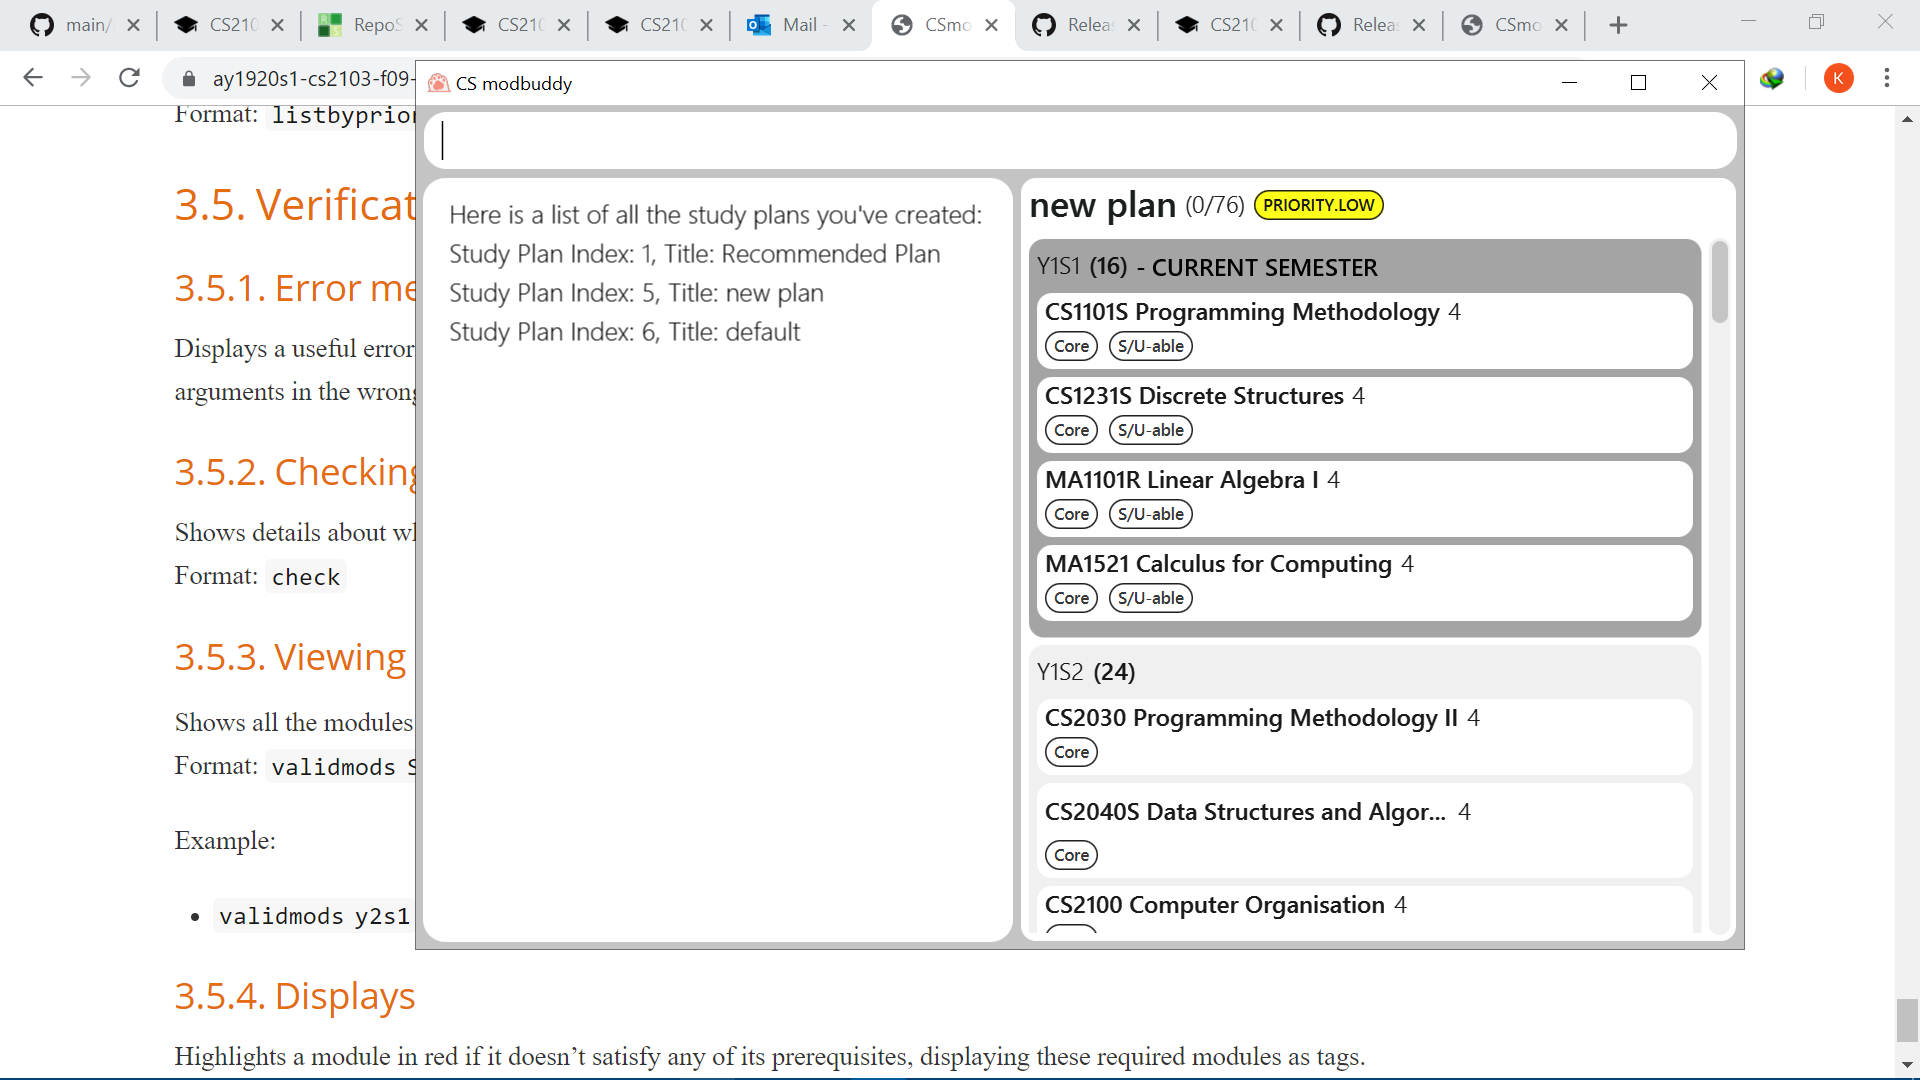 main/
CS210
RepoS
CS210
CS210
Mail -
CSmo
Releas
CS210
Releas
CSmo
ay1920s1-cs2103-f09-
K
CS modbuddy
Format: listbyprior
3.5. Verificat
3.5.1. Error me
Displays a useful error
arguments in the wrong
3.5.2. Checking
Shows details about wh
Format: check
3.5.3. Viewing
Shows all the modules
Format: validmods S
Example:
validmods y2s1
3.5.4. Displays
Highlights a module in red if it doesn’t satisfy any of its prerequisites, displaying these required modules as tags.
Here is a list of all the study plans you've created:
Study Plan Index: 1, Title: Recommended Plan
Study Plan Index: 5, Title: new plan
Study Plan Index: 6, Title: default
new plan (0/76) PRIORITY.LOW
Y1S1 (16) - CURRENT SEMESTER
CS1101S Programming Methodology 4
Core S/U-able
CS1231S Discrete Structures 4
Core S/U-able
MA1101R Linear Algebra I 4
Core S/U-able
MA1521 Calculus for Computing 4
Core S/U-able
Y1S2 (24)
CS2030 Programming Methodology II 4
Core
CS2040S Data Structures and Algor... 4
Core
CS2100 Computer Organisation 4